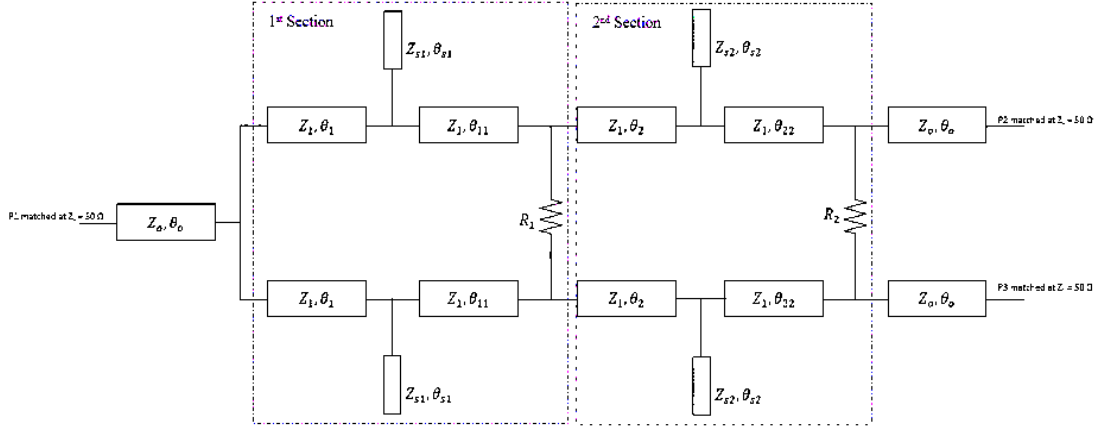 1st Section
2nd Section
Zs1, θs1
Zs2, θs2
Z1, θ1
Z1, θ11
Z1, θ2
Z1, θ22
Zo, θo
P2 matched at Zo = 50 Ω
P1 matched at Zo = 50 Ω
Zo, θo
R1
R2
Z1, θ1
Z1, θ11
Z1, θ2
Z1, θ22
Zo, θo
P3 matched at Zo = 50 Ω
Zs1, θs1
Zs2, θs2